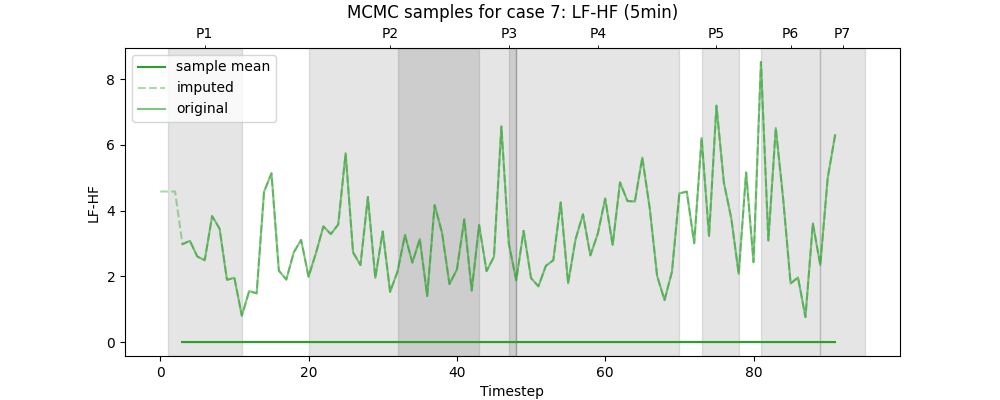 MCMC samples for case 7: LF-HF (5min)
P1 P2 P3 P4 P5 P6 P7
sample mean
imputed
original
8
6
4
2
0
LF-HF
0 20 40 60 80
Timestep